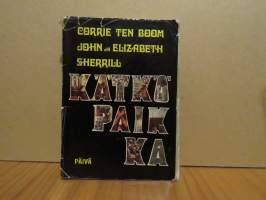 CORRIE TEN BOOM
JOHN JA ELIZABETH
SHERRILL
KÄTKÖ
PAIK
KA
PÄIVÄ